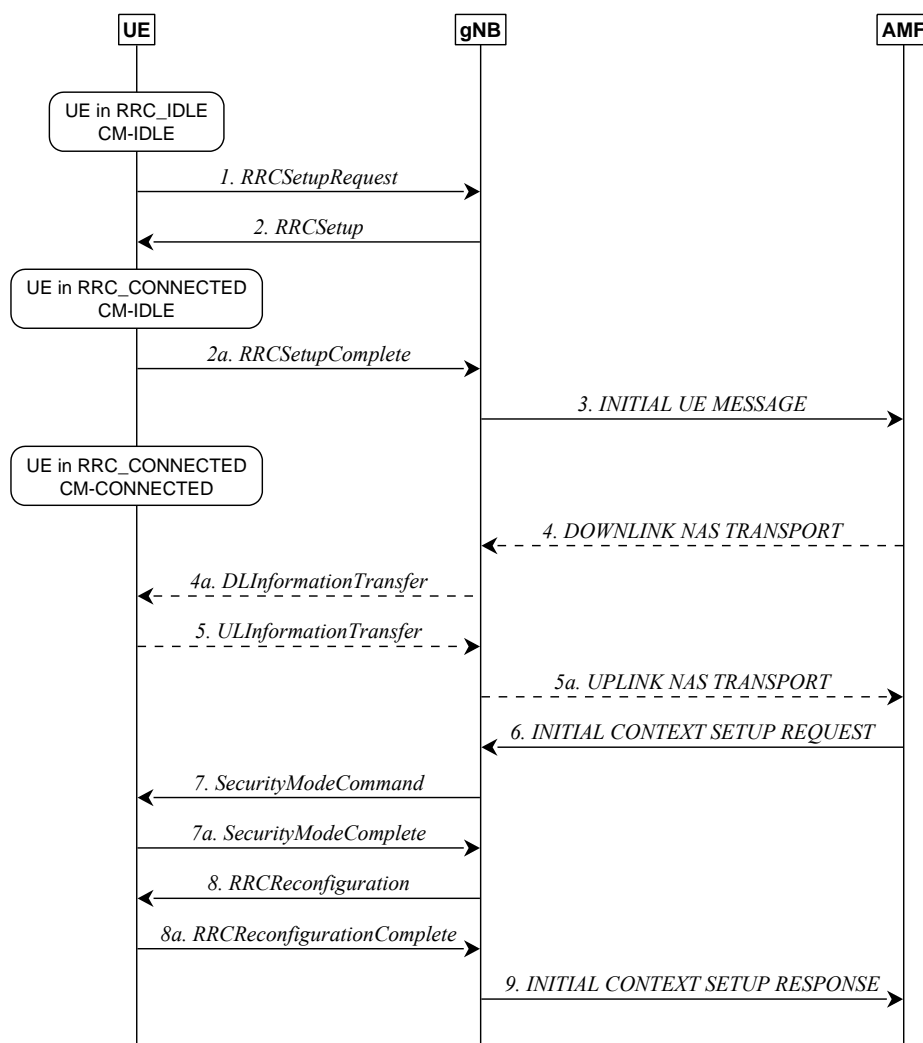 UE
gNB
AMF
UE in RRC_IDLE
CM-IDLE
1. RRCSetupRequest
2. RRCSetup
UE in RRC_CONNECTED
CM-IDLE
2a. RRCSetupComplete
3. INITIAL UE MESSAGE
UE in RRC_CONNECTED
CM-CONNECTED
4. DOWNLINK NAS TRANSPORT
4a. DLInformationTransfer
5. ULInformationTransfer
5a. UPLINK NAS TRANSPORT
6. INITIAL CONTEXT SETUP REQUEST
7. SecurityModeCommand
7a. SecurityModeComplete
8. RRCReconfiguration
8a. RRCReconfigurationComplete
9. INITIAL CONTEXT SETUP RESPONSE